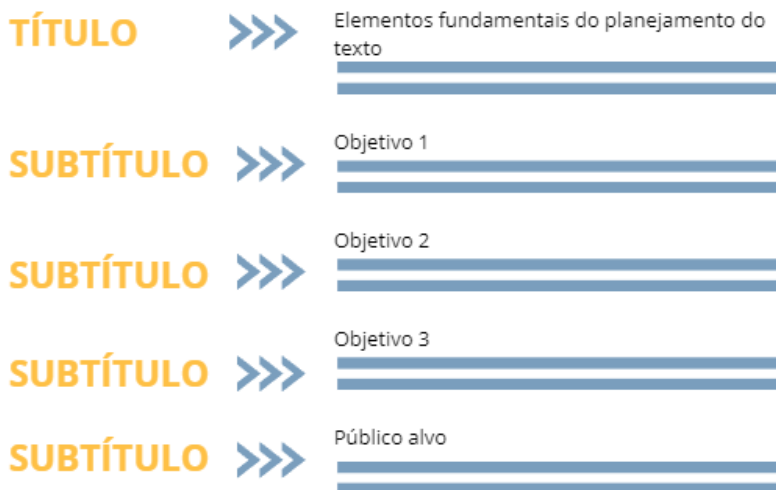 TÍTULO
Elementos fundamentais do planejamento do
texto
SUBTÍTULO
Objetivo 1
SUBTÍTULO
Objetivo 2
SUBTÍTULO
Objetivo 3
SUBTÍTULO
Público alvo